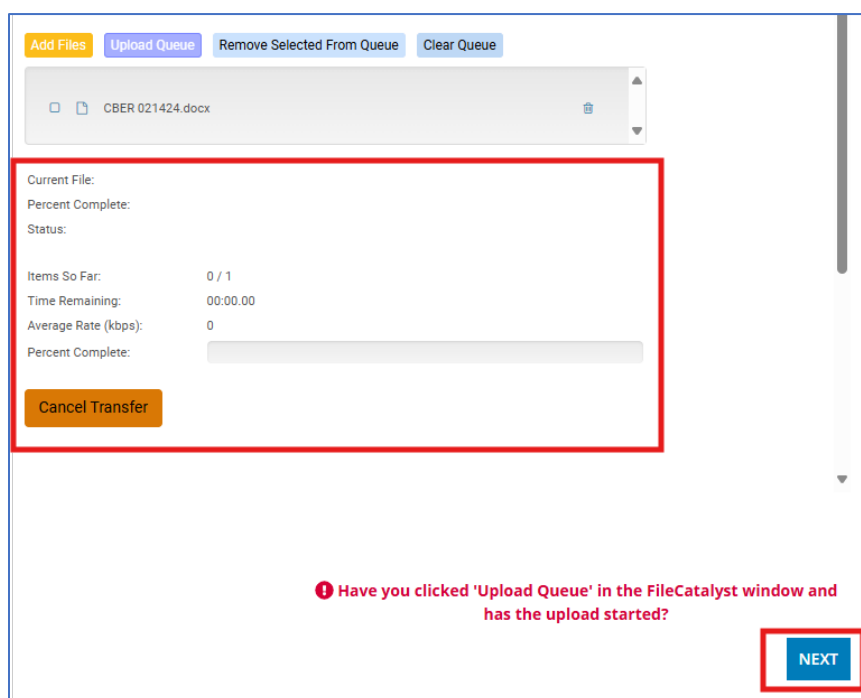 Add Files Upload Queue Remove Selected From Queue Clear Queue
CBER 021424.docx
Current File:
Percent Complete:
Status:
Items So Far: 0 / 1
Time Remaining: 00:00.00
Average Rate (kbps): 0
Percent Complete:
Cancel Transfer
Have you clicked 'Upload Queue' in the FileCatalyst window and
has the upload started?
NEXT